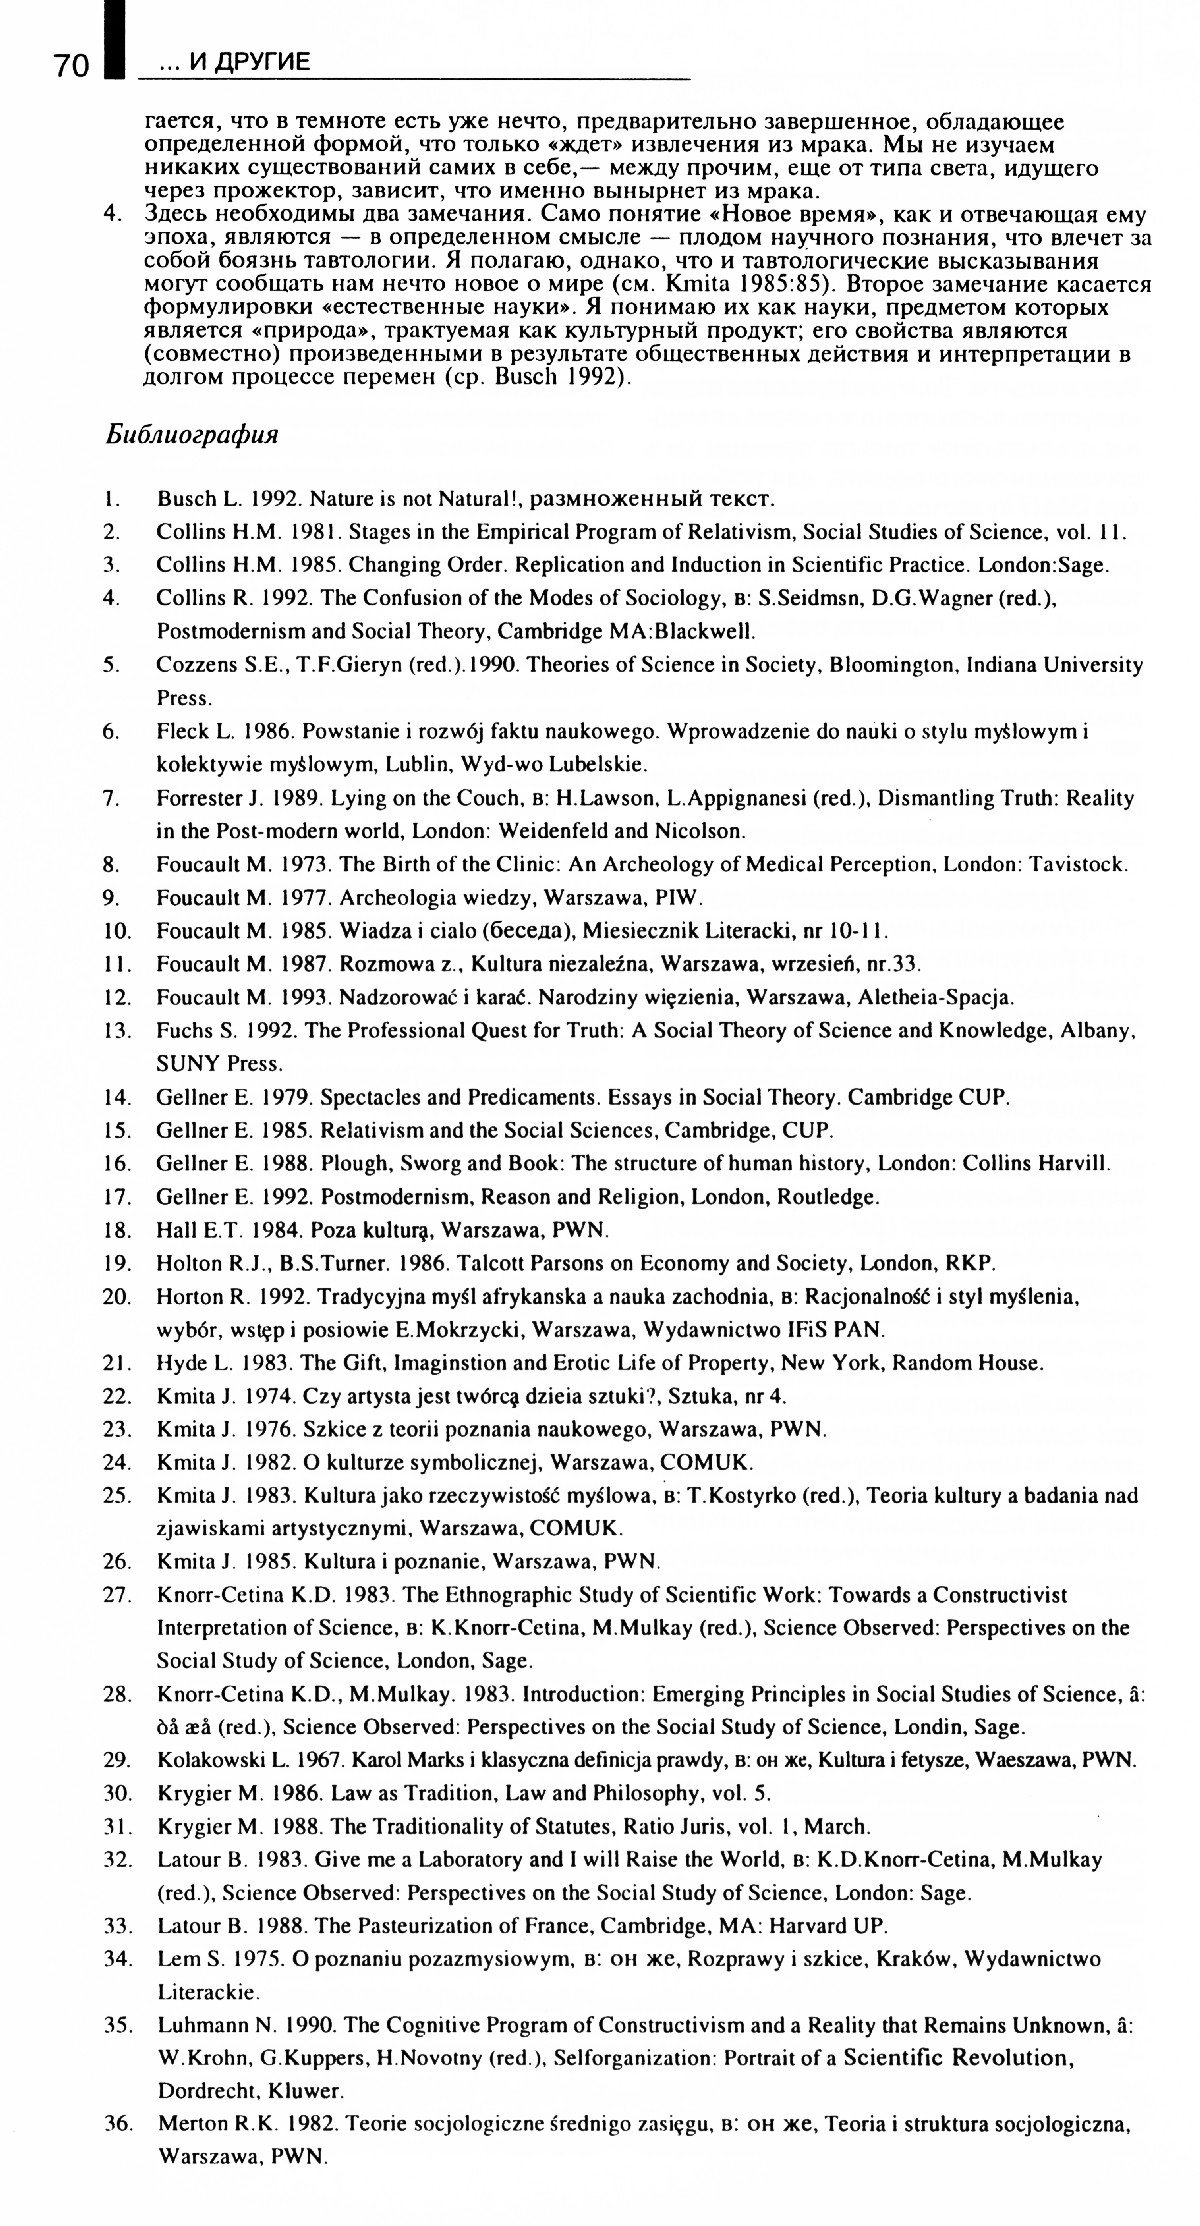 70 ... И ДРУГИЕ
гается, что в темноте есть уже нечто, предварительно завершенное, обладающее
определенной формой, что только «ждет» извлечения из мрака. Мы не изучаем
никаких существований самих в себе,— между прочим, еще от типа света, идущего
через прожектор, зависит, что именно вынырнет из мрака.
4. Здесь необходимы два замечания. Само понятие «Новое время», как и отвечающая ему
эпоха, являются — в определенном смысле — плодом научного познания, что влечет за
собой боязнь тавтологии. Я полагаю, однако, что и тавтологические высказывания
могут сообщать нам нечто новое о мире (см. Kmita 1985:85). Второе замечание касается
формулировки «естественные науки». Я понимаю их как науки, предметом которых
является «природа», трактуемая как культурный продукт; его свойства являются
(совместно) произведенными в результате общественных действия и интерпретации в
долгом процессе перемен (ср. Busch 1992).
Библиография
1. Busch L. 1992. Nature is not Natural!, размноженный текст.
2. Collins H.M. 1981. Stages in the Empirical Program of Relativism, Social Studies of Science, vol. 11.
3. Collins H.M. 1985. Changing Order. Replication and Induction in Scientific Practice. London:Sage.
4. Collins R. 1992. The Confusion of the Modes of Sociology, в: S.Seidmsn, D.G.Wagner (red.),
Postmodernism and Social Theory, Cambridge MA:Blackwell.
5. Cozzens S.E., T.F.Gieryn (red.).1990. Theories of Science in Society, Bloomington, Indiana University
Press.
6. Fleck L. 1986. Powstanie i rozwój faktu naukowego. Wprowadzenie do nauki o stylu myślowym i
kolektywie myślowym, Lublin, Wyd-wo Lubelskie.
7. Forrester J. 1989. Lying on the Couch, в: H.Lawson, L.Appignanesi (red.), Dismantling Truth: Reality
in the Post-modern world, London: Weidenfeld and Nicolson.
8. Foucault M. 1973. The Birth of the Clinic: An Archeology of Medical Perception, London: Tavistock.
9. Foucault M. 1977. Archeologia wiedzy, Warszawa, PIW.
10. Foucault M. 1985. Wiadza i cialo (беседа), Miesiecznik Literacki, nr 10-11.
11. Foucault M. 1987. Rozmowa z., Kultura niezaleźna, Warszawa, wrzesień, nr.33.
12. Foucault M. 1993. Nadzorować i karać. Narodziny więzienia, Warszawa, Aletheia-Spacja.
13. Fuchs S. 1992. The Professional Quest for Truth: A Social Theory of Science and Knowledge, Albany,
SUNY Press.
14. Gellner E. 1979. Spectacles and Predicaments. Essays in Social Theory. Cambridge CUP.
15. Gellner E. 1985. Relativism and the Social Sciences, Cambridge, CUP.
16. Gellner E. 1988. Plough, Sworg and Book: The structure of human history, London: Collins Harvill.
17. Gellner E. 1992. Postmodernism, Reason and Religion, London, Routledge.
18. Hall E.T. 1984. Poza kulturą, Warszawa, PWN.
19. Holton R.J., B.S.Turner. 1986. Talcott Parsons on Economy and Society, London, RKP.
20. Horton R. 1992. Tradycyjna myśl afrykanska a nauka zachodnia, в: Racjonalność i styl myślenia,
wybór, wstęp i posiowie E.Mokrzycki, Warszawa, Wydawnictwo IFiS PAN.
21. Hyde L. 1983. The Gift, Imaginstion and Erotic Life of Property, New York, Random House.
22. Kmita J. 1974. Czy artysta jest twórcą dzieia sztuki?, Sztuka, nr 4.
23. Kmita J. 1976. Szkice z teorii poznania naukowego, Warszawa, PWN.
24. Kmita J. 1982. O kulturze symbolicznej, Warszawa, COMUK.
25. Kmita J. 1983. Kultura jako rzeczywistość myślowa, в: T.Kostyrko (red.), Teoria kultury a badania nad
zjawiskami artystycznymi, Warszawa, COMUK.
26. Kmita J. 1985. Kultura i poznanie, Warszawa, PWN.
27. Knorr-Cetina K.D. 1983. The Ethnographic Study of Scientific Work: Towards a Constructivist
Interpretation of Science, в: K.Knorr-Cetina, M.Mulkay (red.), Science Observed: Perspectives on the
Social Study of Science, London, Sage.
28. Knorr-Cetina K.D., M.Mulkay. 1983. Introduction: Emerging Principles in Social Studies of Science, â:
òå æå (red.), Science Observed: Perspectives on the Social Study of Science, Londin, Sage.
29. Kolakowski L. 1967. Karol Marks i klasyczna definicja prawdy, в: он же, Kultura i fetysze, Waeszawa, PWN.
30. Krygier M. 1986. Law as Tradition, Law and Philosophy, vol. 5.
31. Krygier M. 1988. The Traditionality of Statutes, Ratio Juris, vol. 1, March.
32. Latour B. 1983. Give me a Laboratory and I will Raise the World, в: K.D.Knorr-Cetina, M.Mulkay
(red.), Science Observed: Perspectives on the Social Study of Science, London: Sage.
33. Latour B. 1988. The Pasteurization of France, Cambridge, MA: Harvard UP.
34. Lem S. 1975. O poznaniu pozazmysiowym, в: он же, Rozprawy i szkice, Kraków, Wydawnictwo
Literackie.
35. Luhmann N. 1990. The Cognitive Program of Constructivism and a Reality that Remains Unknown, â:
W.Krohn, G.Kuppers, H.Novotny (red.), Selforganization: Portrait of a Scientific Revolution,
Dordrecht, Kluwer.
36. Merton R.K. 1982. Teorie socjologiczne średnigo zasięgu, в: он же, Teoria i struktura socjologiczna,
Warszawa, PWN.